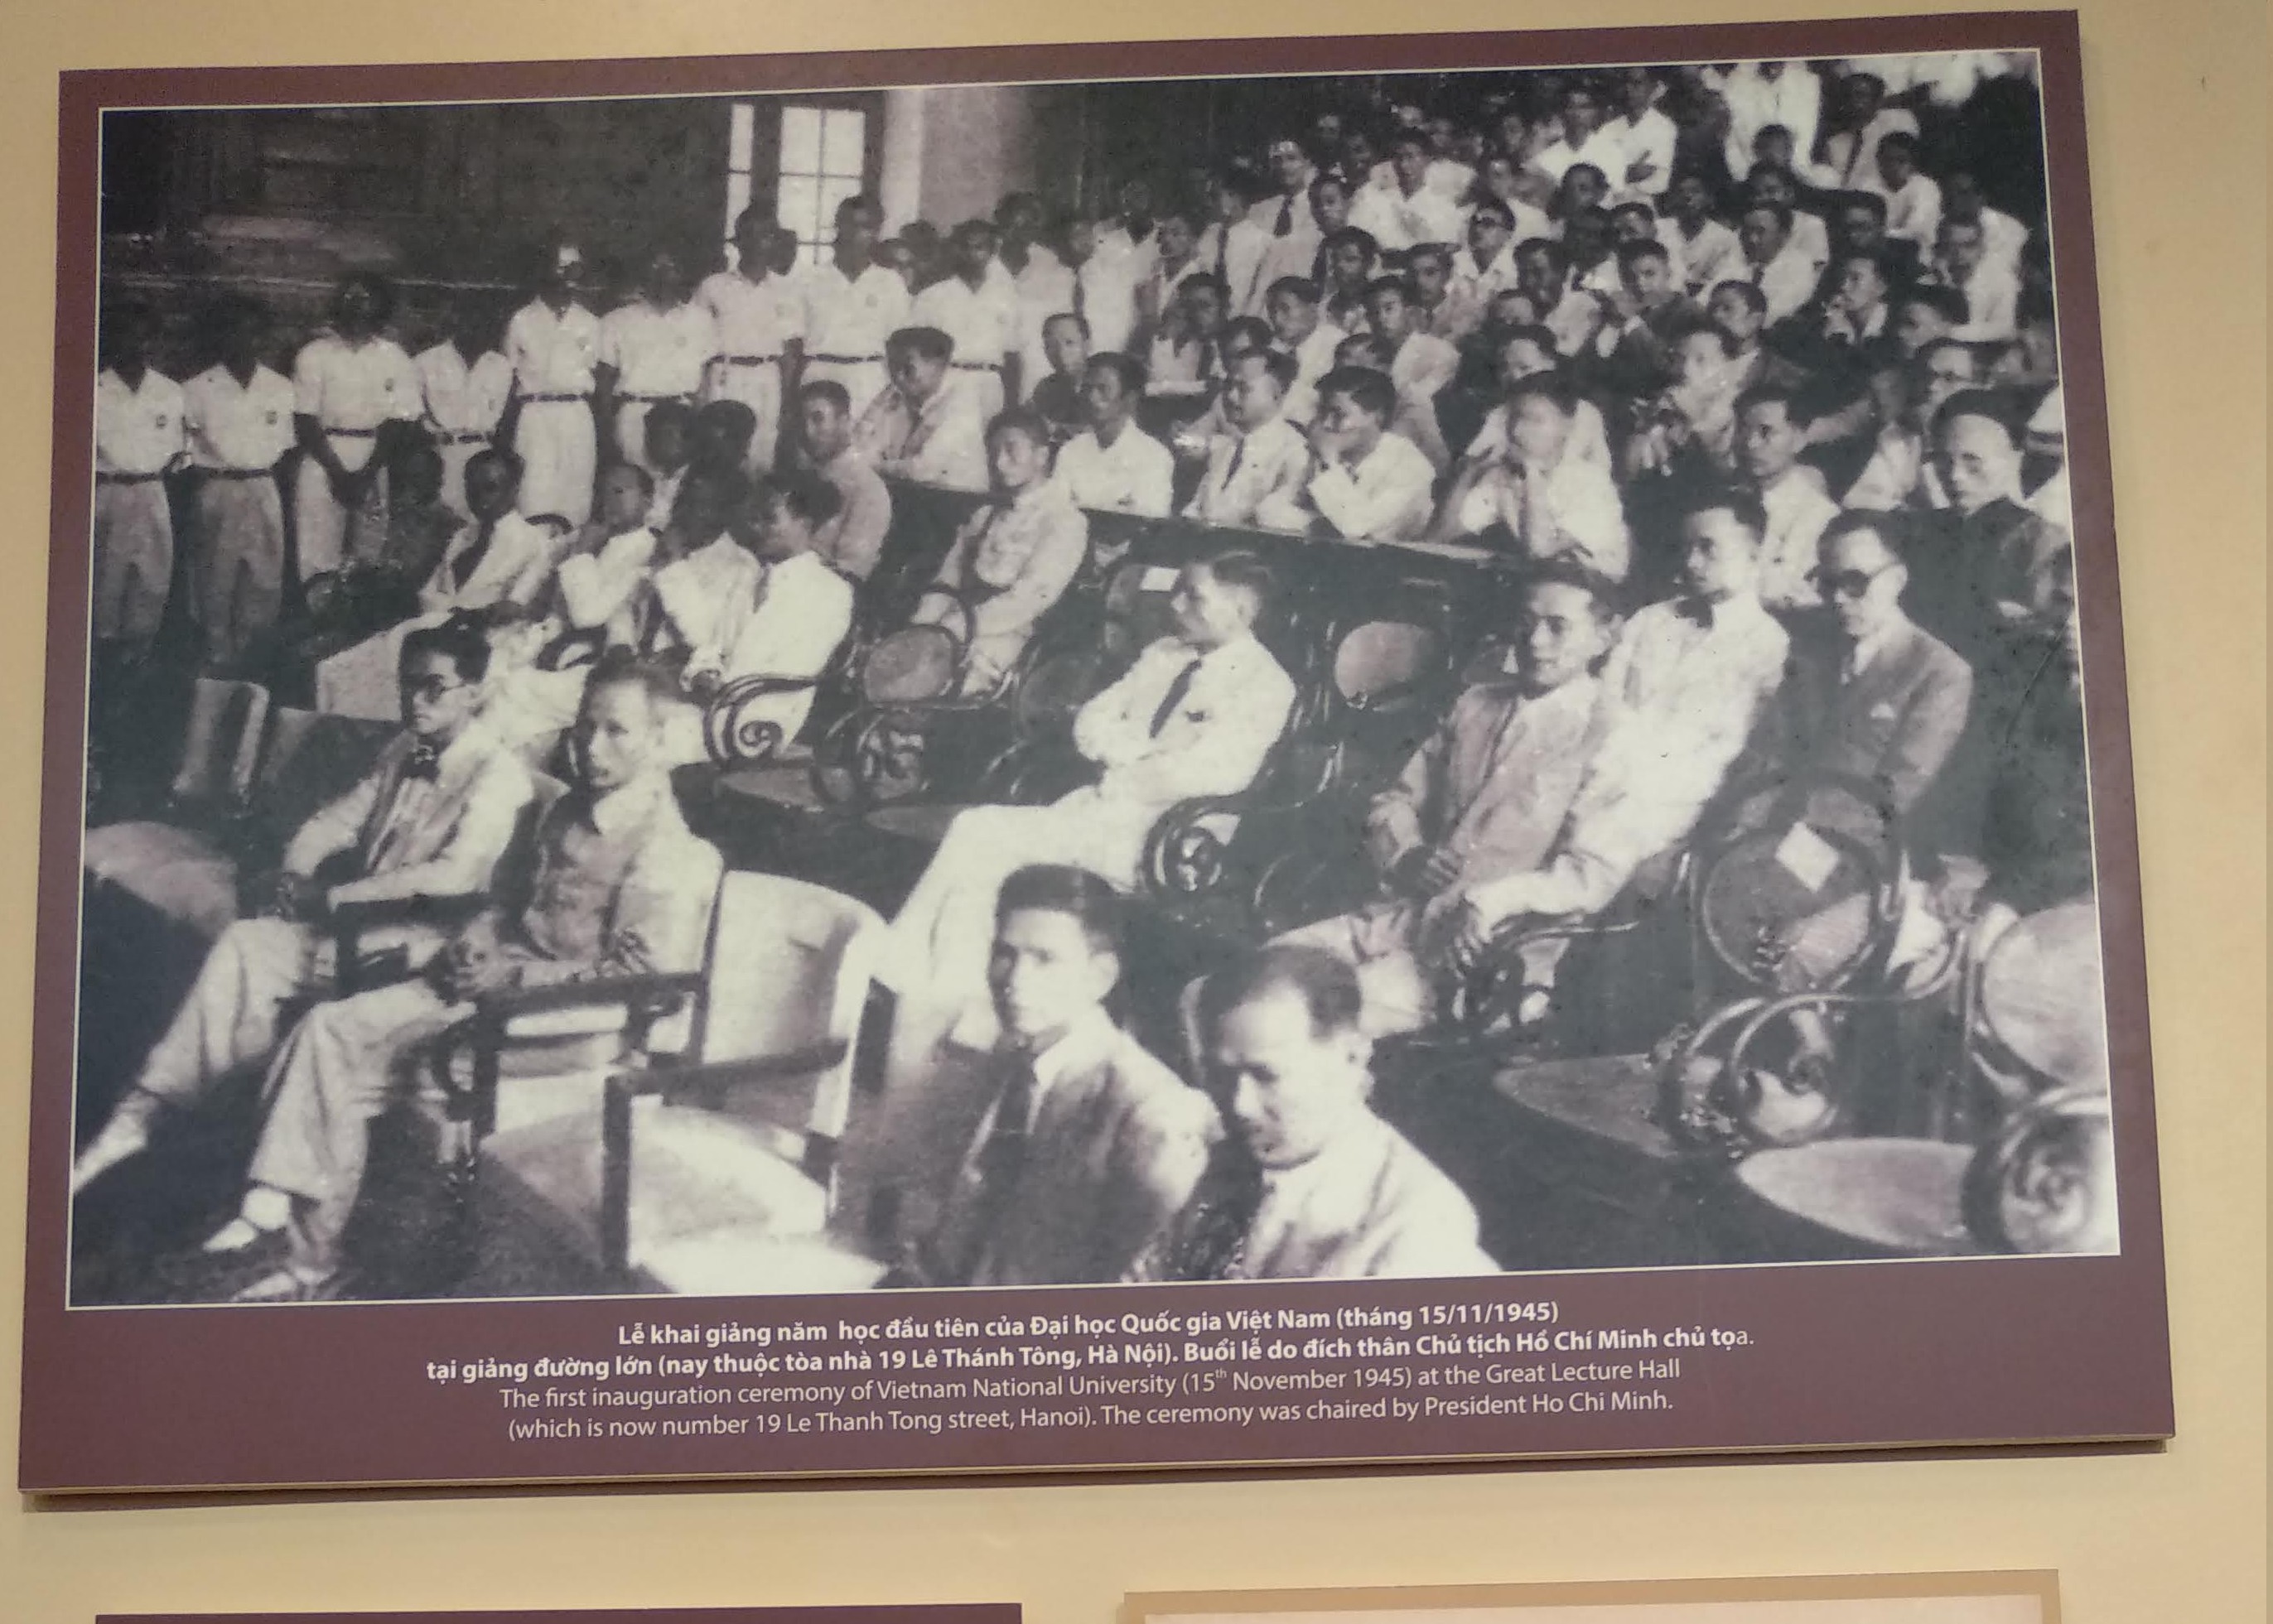 Lễ khai giảng năm học đầu tiên của Đại học Quốc gia Việt Nam (tháng 15/11/1945)
tại giảng đường lớn (nay thuộc tòa nhà 19 Lê Thánh Tông, Hà Nội). Buổi lễ do đích thân Chủ tịch Hồ Chí Minh chủ tọa.
The first inauguration ceremony of Vietnam National University (15th November 1945) at the Great Lecture Hall
(which is now number 19 Le Thanh Tong street, Hanoi). The ceremony was chaired by President Ho Chi Minh.